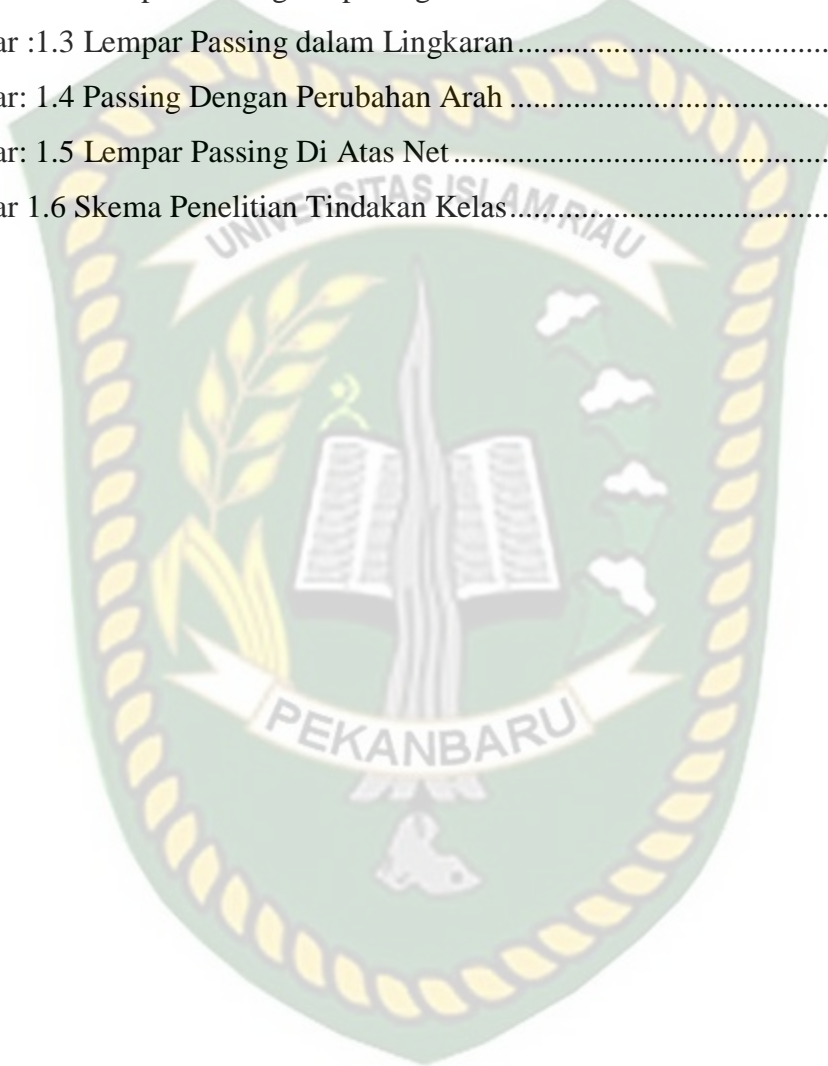 ar :1.3 Lempar Passing dalam Lingkaran.....................................
ar: 1.4 Passing Dengan Perubahan Arah.....................................
ar: 1.5 Lempar Passing Di Atas Net............................................
ar 1.6 Skema Penelitian Tindakan Kelas.....................................
UNIVERSITAS ISLAM RIAU
PEKANBARU